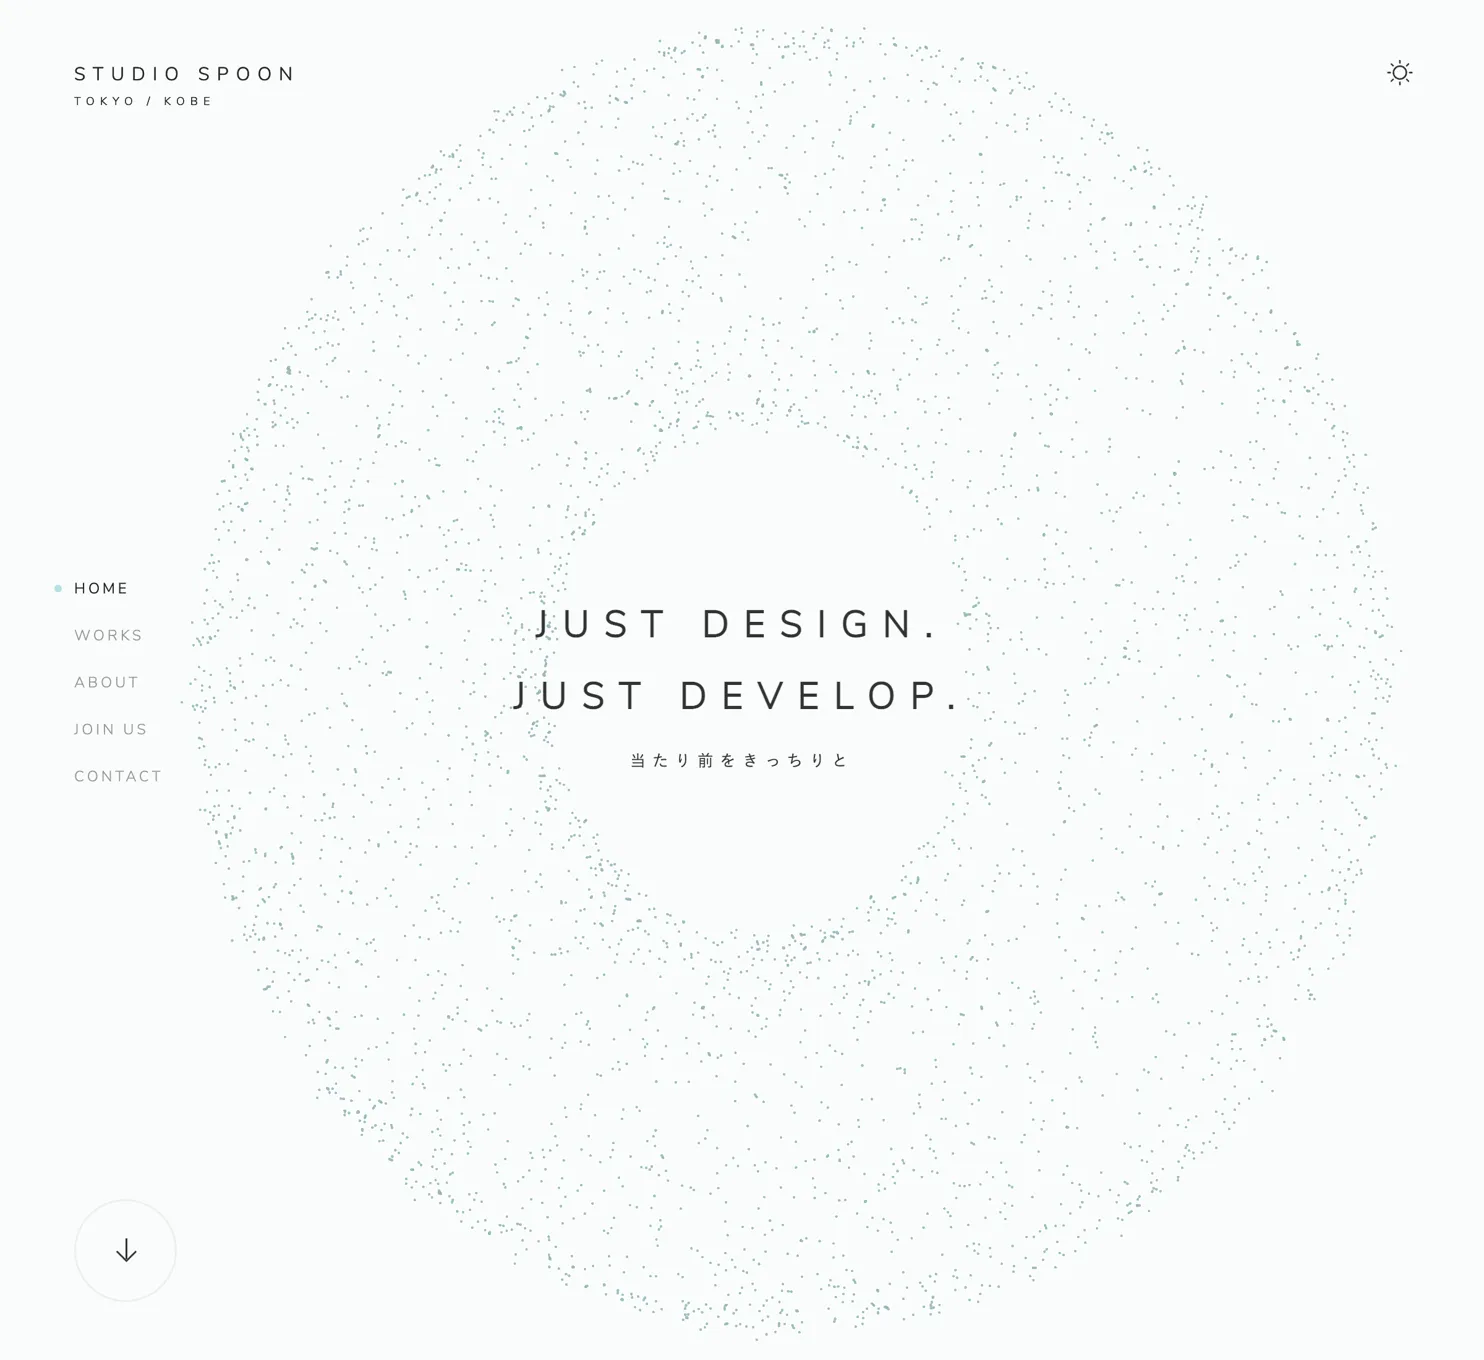 STUDIO SPOON
TOKYO / KOBE
HOME
WORKS
ABOUT
JOIN US
CONTACT
JUST DESIGN.
JUST DEVELOP.
当たり前をきっちりと